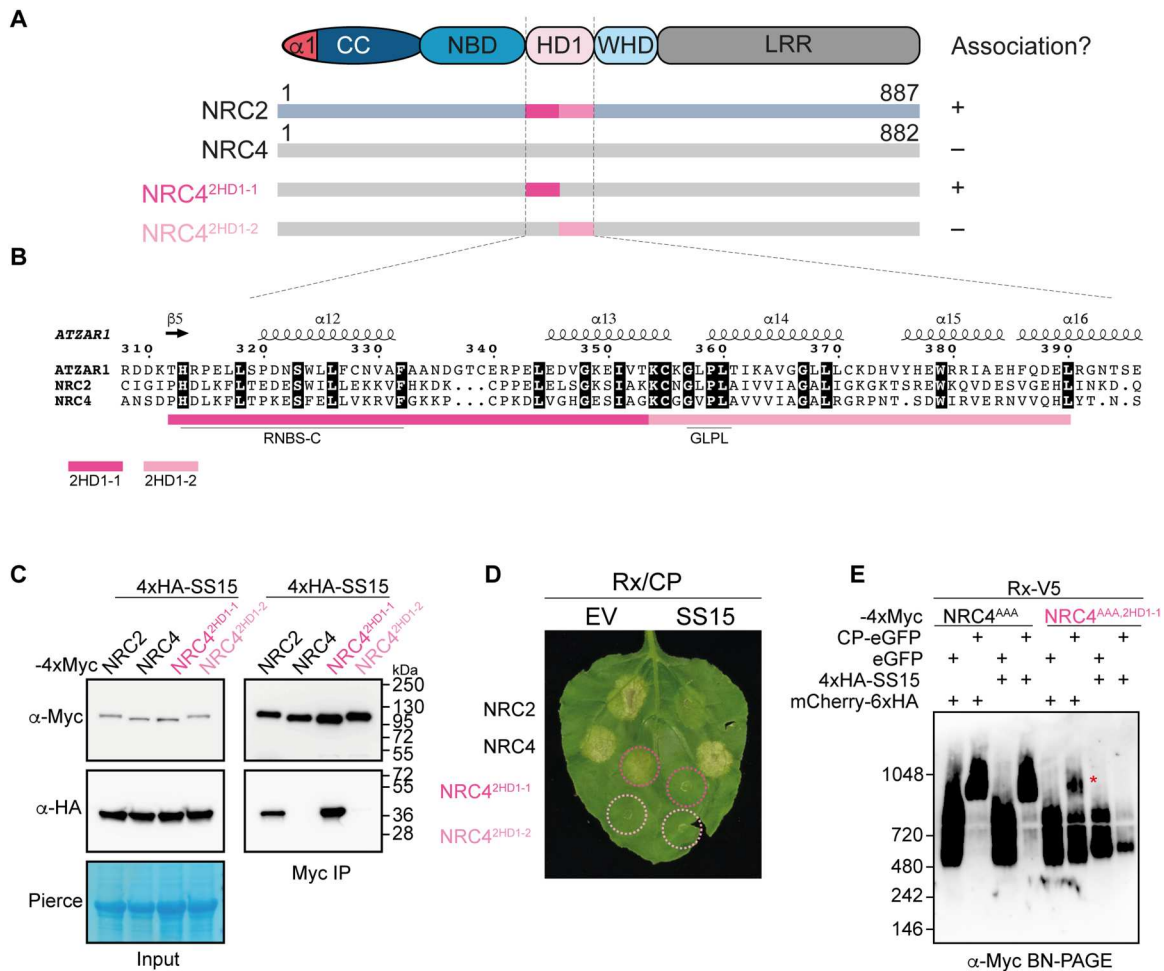 A
α1 CC NBD HD1 WHD LRR Association?
1 887
NRC2 +
1 882
NRC4 –
NRC4 2HD1-1 +
NRC4 2HD1-2 –
B
β5 α12 α13 α14 α15 α16
ATZAR1
310 320 330 340 350 360 370 380 390
ATZAR1 RDDKTHRPELLSPDNSWLLFCNVAFAANDGTCERPELEDVGKEIVTKCKGLPLTIKAVGGLLLCKDHVYHEWRRIAEHFQDELRGNTSE
NRC2 CIGIPHDLKFLTEDESWILLEKKVFHKDK...CPPELELSGKSIAKKCNGLPLAIVVIAGALIGKGKTSREWKQVDESVGEHLINKD.Q
NRC4 ANSDPHDLKFLTPKESFELLVKRVFGKKP...CPKDLVGHGESIAGKCGGVPLAVVVIAGALRGRPNT.SDWIRVERNVVQHLYT.N.S
RNBS-C GLPL
2HD1-1 2HD1-2
C
4xHA-SS15 4xHA-SS15
-4xMyc NRC2 NRC4 NRC4 2HD1-1 NRC4 2HD1-2 NRC2 NRC4 NRC4 2HD1-1 NRC4 2HD1-2
kDa
α-Myc
250
130
95
72
55
α-HA
72
55
36
28
Myc IP
Pierce
Input
D
Rx/CP
EV SS15
NRC2
NRC4
NRC4 2HD1-1
NRC4 2HD1-2
E
Rx-V5
-4xMyc NRC4 AAA NRC4 AAA,2HD1-1
CP-eGFP + + + +
eGFP + + + +
4xHA-SS15 + + + +
mCherry-6xHA + + + +
1048 *
720
480
242
146
α-Myc BN-PAGE